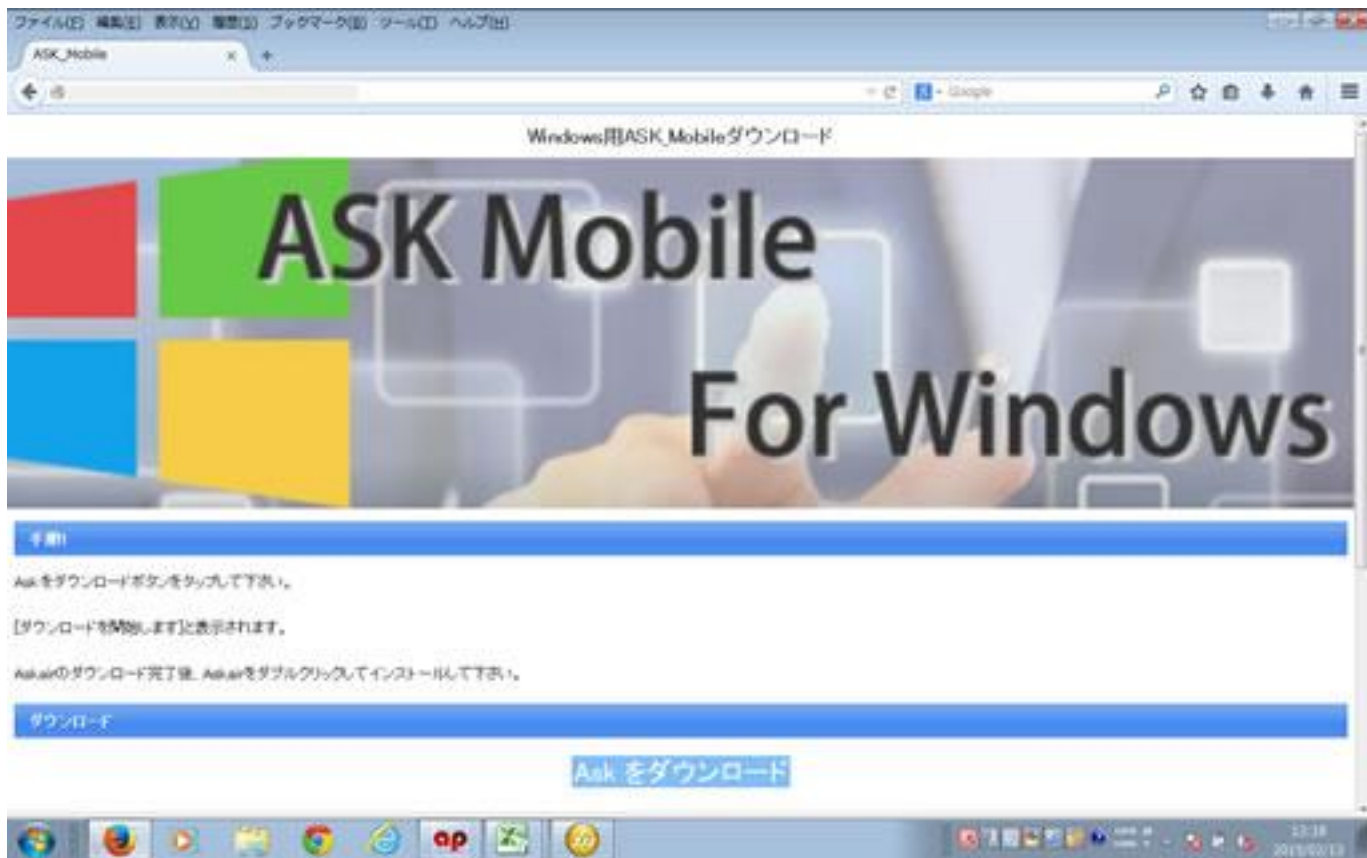 ファイル(F) 編集(E) 表示(V) 履歴(S) ブックマーク(B) ツール(T) ヘルプ(H)
ASK_Mobile
Google
Windows用ASK_Mobileダウンロード
ASK Mobile
For Windows
手順!!
Ask をダウンロードボタンをタップして下さい。
[ダウンロードを開始します]と表示されます。
Ask.airのダウンロード完了後、Ask.airをダブルクリックしてインストールして下さい。
ダウンロード
Ask をダウンロード
ap
13:18